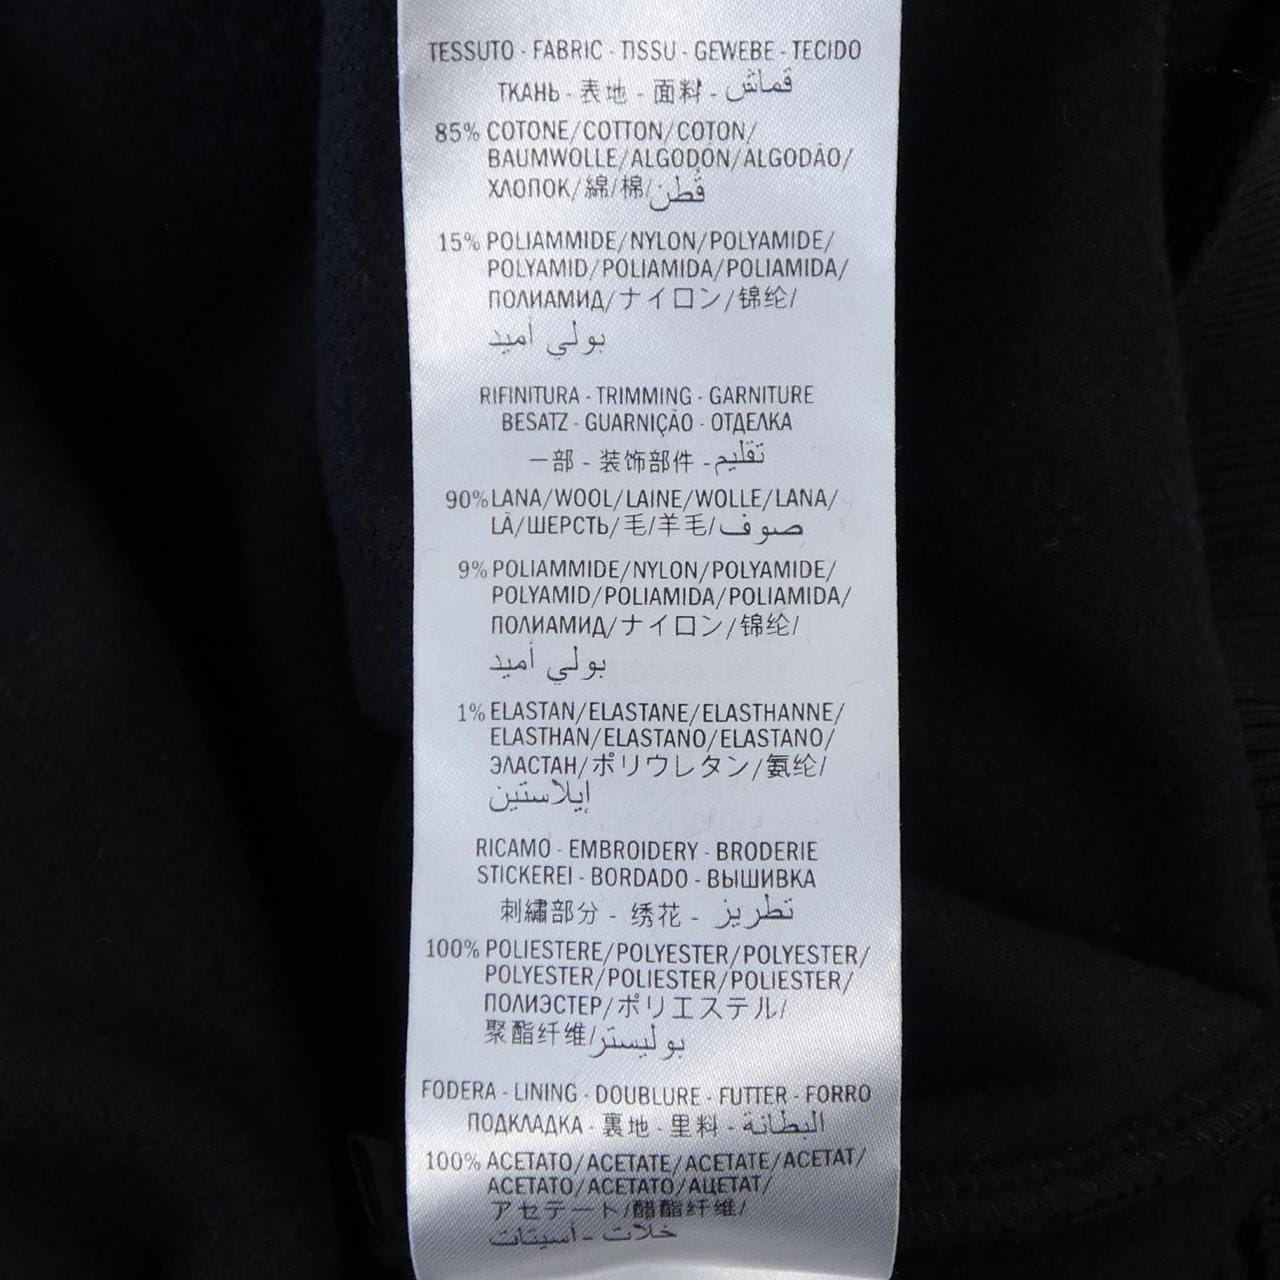 TESSUTO - FABRIC - TISSU - GEWEBE - TECIDO
ТКАНЬ - 表地 - 面料 - قماش
85% COTONE/COTTON/COTON/
BAUMWOLLE/ALGODÓN/ALGODÃO/
ХЛОПОК/綿/棉/قُطن
15% POLIAMMIDE/NYLON/POLYAMIDE/
POLYAMID/POLIAMIDA/POLIAMIDA/
ПОЛИАМИД/ナイロン/锦纶/
بولي أميد
RIFINITURA - TRIMMING - GARNITURE
BESATZ - GUARNIÇÃO - ОТДЕЛКА
一部 - 装饰部件 - تقليم
90% LANA/WOOL/LAINE/WOLLE/LANA/
LÃ/ШЕРСТЬ/毛/羊毛/صوف
9% POLIAMMIDE/NYLON/POLYAMIDE/
POLYAMID/POLIAMIDA/POLIAMIDA/
ПОЛИАМИД/ナイロン/锦纶/
بولي أميد
1% ELASTAN/ELASTANE/ELASTHANNE/
ELASTHAN/ELASTANO/ELASTANO/
ЭЛАСТАН/ポリウレタン/氨纶/
إيلاستين
RICAMO - EMBROIDERY - BRODERIE
STICKEREI - BORDADO - ВЫШИВКА
刺繍部分 - 绣花 - تطريز
100% POLIESTERE/POLYESTER/POLYESTER/
POLYESTER/POLIESTER/POLIESTER/
ПОЛИЭСТЕР/ポリエステル/
聚酯纤维/بوليستر
FODERA - LINING - DOUBLURE - FUTTER - FORRO
ПОДКЛАДКА - 裏地 - 里料 - البطانة
100% ACETATO/ACETATE/ACETATE/ACETAT/
ACETATO/ACETATO/АЦЕТАТ/
アセテート/醋酯纤维/
خلات - أسيتات